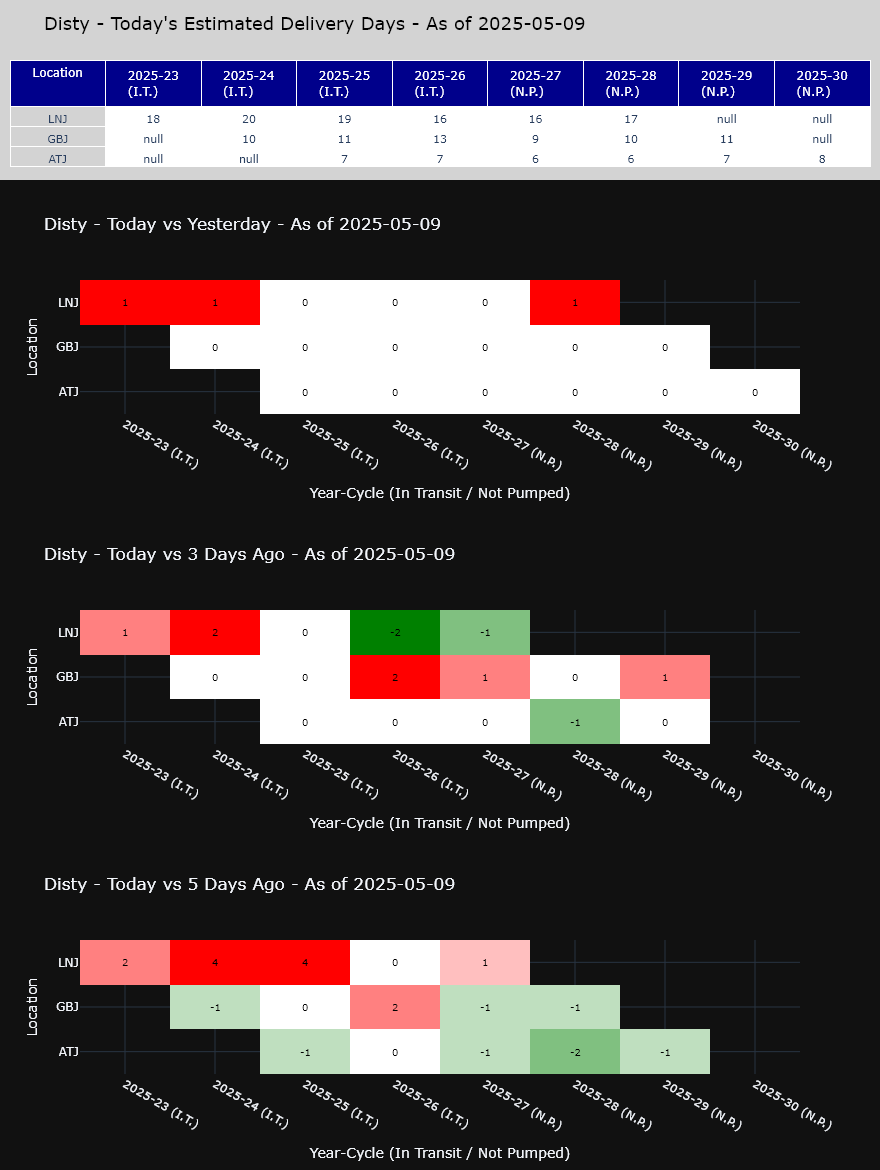 Disty - Today's Estimated Delivery Days - As of 2025-05-09
Location 2025-23 (I.T.) 2025-24 (I.T.) 2025-25 (I.T.) 2025-26 (I.T.) 2025-27 (N.P.) 2025-28 (N.P.) 2025-29 (N.P.) 2025-30 (N.P.)
LNJ 18 20 19 16 16 17 null null
GBJ null 10 11 13 9 10 11 null
ATJ null null 7 7 6 6 7 8
Disty - Today vs Yesterday - As of 2025-05-09
Location
LNJ 1 1 0 0 0 1
GBJ 0 0 0 0 0 0
ATJ 0 0 0 0 0 0
2025-23 (I.T.) 2025-24 (I.T.) 2025-25 (I.T.) 2025-26 (I.T.) 2025-27 (N.P.) 2025-28 (N.P.) 2025-29 (N.P.) 2025-30 (N.P.)
Year-Cycle (In Transit / Not Pumped)
Disty - Today vs 3 Days Ago - As of 2025-05-09
Location
LNJ 1 2 0 -2 -1
GBJ 0 0 2 1 0 1
ATJ 0 0 0 -1 0
2025-23 (I.T.) 2025-24 (I.T.) 2025-25 (I.T.) 2025-26 (I.T.) 2025-27 (N.P.) 2025-28 (N.P.) 2025-29 (N.P.) 2025-30 (N.P.)
Year-Cycle (In Transit / Not Pumped)
Disty - Today vs 5 Days Ago - As of 2025-05-09
Location
LNJ 2 4 4 0 1
GBJ -1 0 2 -1 -1
ATJ -1 0 -1 -2 -1
2025-23 (I.T.) 2025-24 (I.T.) 2025-25 (I.T.) 2025-26 (I.T.) 2025-27 (N.P.) 2025-28 (N.P.) 2025-29 (N.P.) 2025-30 (N.P.)
Year-Cycle (In Transit / Not Pumped)